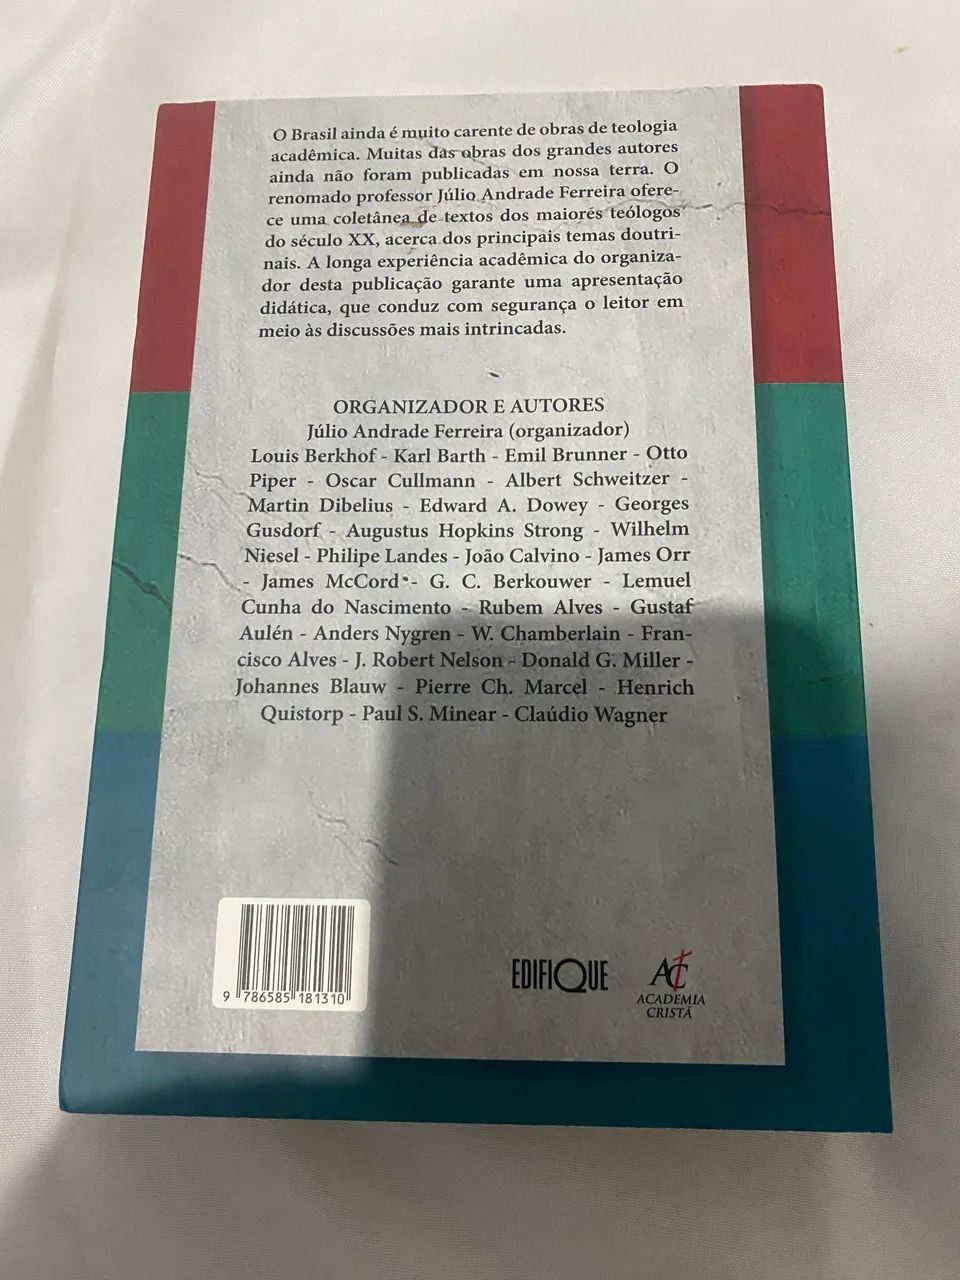 O Brasil ainda é muito carente de obras de teologia
acadêmica. Muitas das obras dos grandes autores
ainda não foram publicadas em nossa terra. O
renomado professor Júlio Andrade Ferreira ofere-
ce uma coletânea de textos dos maiores teólogos
do século XX, acerca dos principais temas doutri-
nais. A longa experiência acadêmica do organiza-
dor desta publicação garante uma apresentação
didática, que conduz com segurança o leitor em
meio às discussões mais intrincadas.
ORGANIZADOR E AUTORES
Júlio Andrade Ferreira (organizador)
Louis Berkhof - Karl Barth - Emil Brunner - Otto
Piper - Oscar Cullmann - Albert Schweitzer -
Martin Dibelius - Edward A. Dowey - Georges
Gusdorf - Augustus Hopkins Strong - Wilhelm
Niesel - Philipe Landes - João Calvino - James Orr
- James McCord - G. C. Berkouwer - Lemuel
Cunha do Nascimento - Rubem Alves - Gustaf
Aulén - Anders Nygren - W. Chamberlain - Fran-
cisco Alves - J. Robert Nelson - Donald G. Miller -
Johannes Blauw - Pierre Ch. Marcel - Henrich
Quistorp - Paul S. Minear - Claúdio Wagner
9 786585 181310
EDIFIQUE
AC
ACADEMIA
CRISTÃ